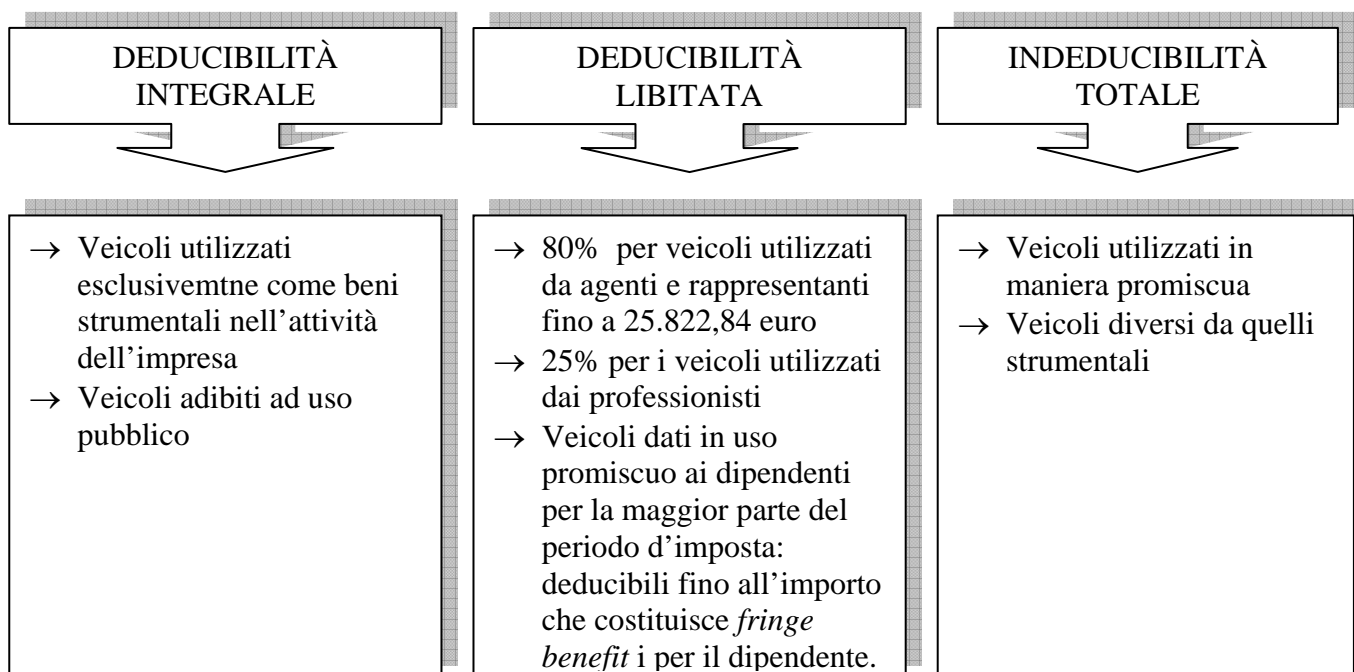 DEDUCIBILITÀ
INTEGRALE
→ Veicoli utilizzati
esclusivemtne come beni
strumentali nell’attività
dell’impresa
→ Veicoli adibiti ad uso
pubblico
DEDUCIBILITÀ
LIBITATA
→ 80% per veicoli utilizzati
da agenti e rappresentanti
fino a 25.822,84 euro
→ 25% per i veicoli utilizzati
dai professionisti
→ Veicoli dati in uso
promiscuo ai dipendenti
per la maggior parte del
periodo d’imposta:
deducibili fino all’importo
che costituisce fringe
benefit i per il dipendente.
INDEDUCIBILITÀ
TOTALE
→ Veicoli utilizzati in
maniera promiscua
→ Veicoli diversi da quelli
strumentali